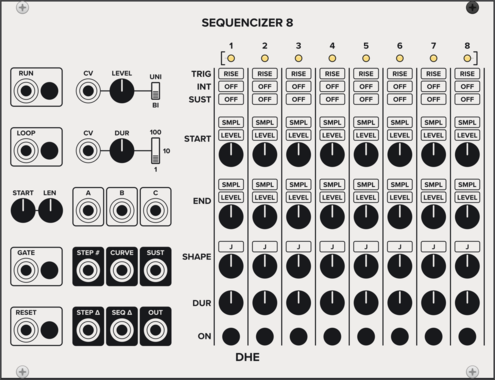 SEQUENCIZER 8
1 2 3 4 5 6 7 8
TRIG RISE RISE RISE RISE RISE RISE RISE RISE
INT OFF OFF OFF OFF OFF OFF OFF OFF
SUST OFF OFF OFF OFF OFF OFF OFF OFF
RUN CV LEVEL UNI
BI
SMPL SMPL SMPL SMPL SMPL SMPL SMPL SMPL
START LEVEL LEVEL LEVEL LEVEL LEVEL LEVEL LEVEL LEVEL
LOOP CV DUR 100
10
1
SMPL SMPL SMPL SMPL SMPL SMPL SMPL SMPL
END LEVEL LEVEL LEVEL LEVEL LEVEL LEVEL LEVEL LEVEL
START LEN A B C
SHAPE J J J J J J J J
GATE STEP # CURVE SUST
DUR
RESET STEP Δ SEQ Δ OUT
ON
DHE